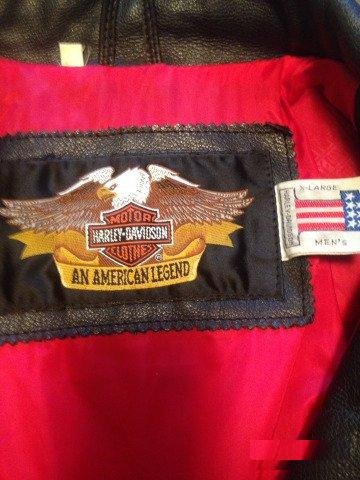 MOTOR
HARLEY-DAVIDSON
CLOTHES
®
AN AMERICAN LEGEND
X-LARGE
MEN'S